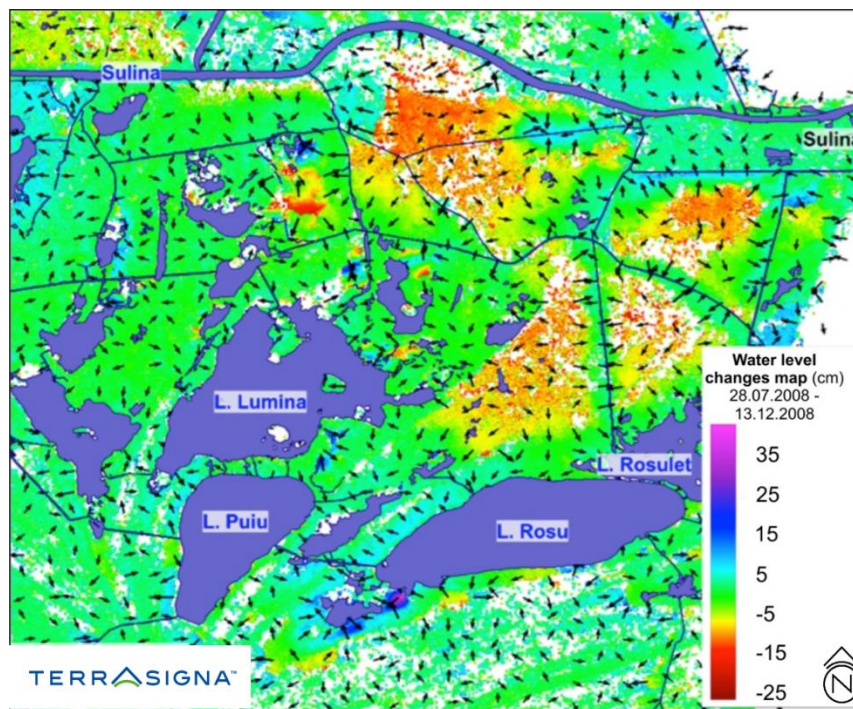 Sulina
Sulina
L. Lumina
L. Rosulet
L. Puiu
L. Rosu
Water level
changes map (cm)
28.07.2008 -
13.12.2008
35
25
15
5
-5
-15
-25
N
TERRASIGNA™